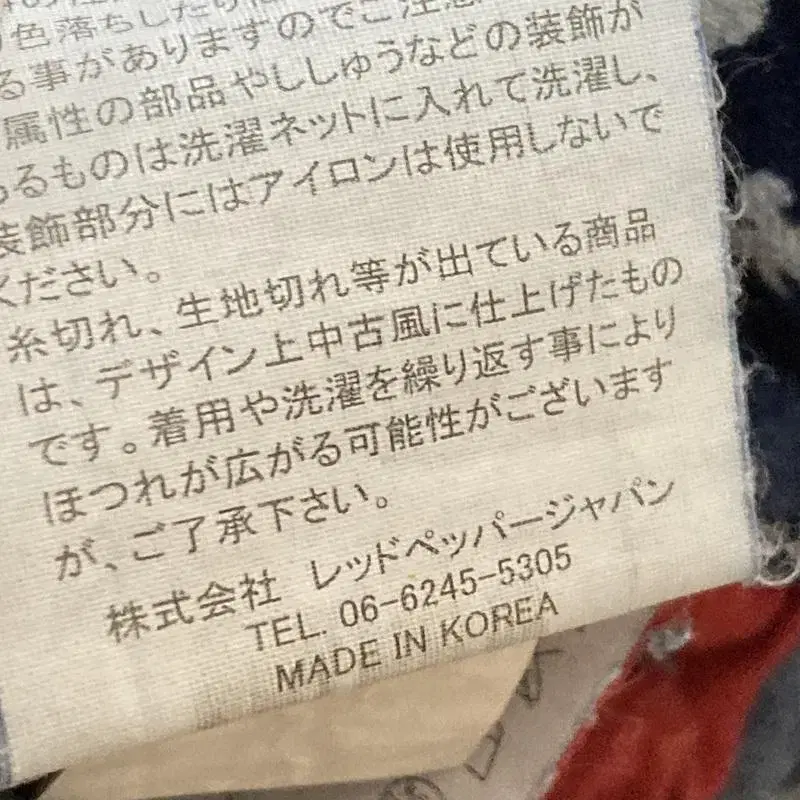 色落ちしたり
る事がありますのでご注意
属性の部品やししゅうなどの装飾が
るものは洗濯ネットに入れて洗濯し、
装飾部分にはアイロンは使用しないで
ください。
糸切れ、生地切れ等が出ている商品
は、デザイン上中古風に仕上げたもの
です。着用や洗濯を繰り返す事により
ほつれが広がる可能性がございます
が、ご了承下さい。
株式会社 レッドペッパージャパン
TEL. 06-6245-5305
MADE IN KOREA